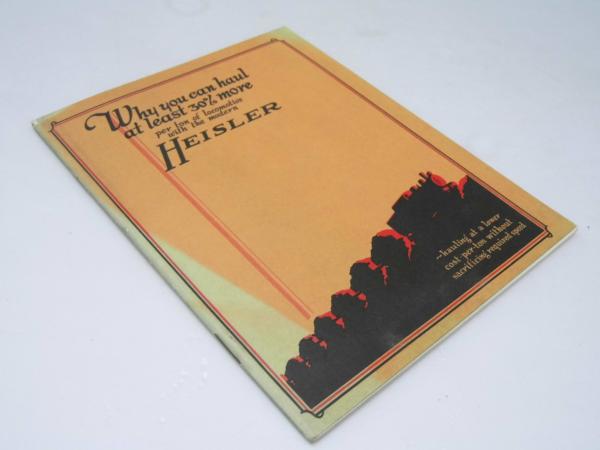 Why you can haul
at least 30% more
per ton of locomotive
with the modern
HEISLER
~hauling at a lower
cost-per-ton without
sacrificing required speed